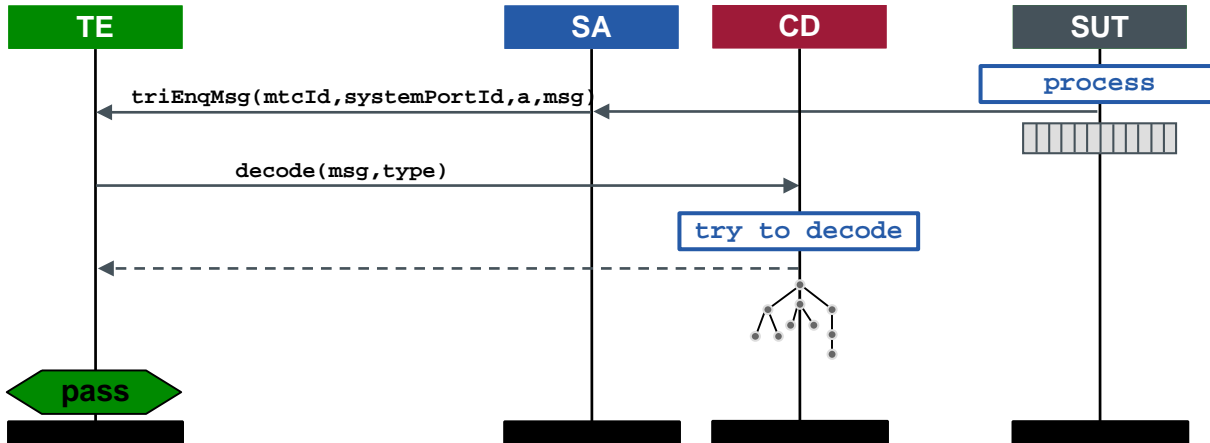 TE SA CD SUT
process
triEnqMsg(mtcId,systemPortId,a,msg)
decode(msg,type)
try to decode
pass